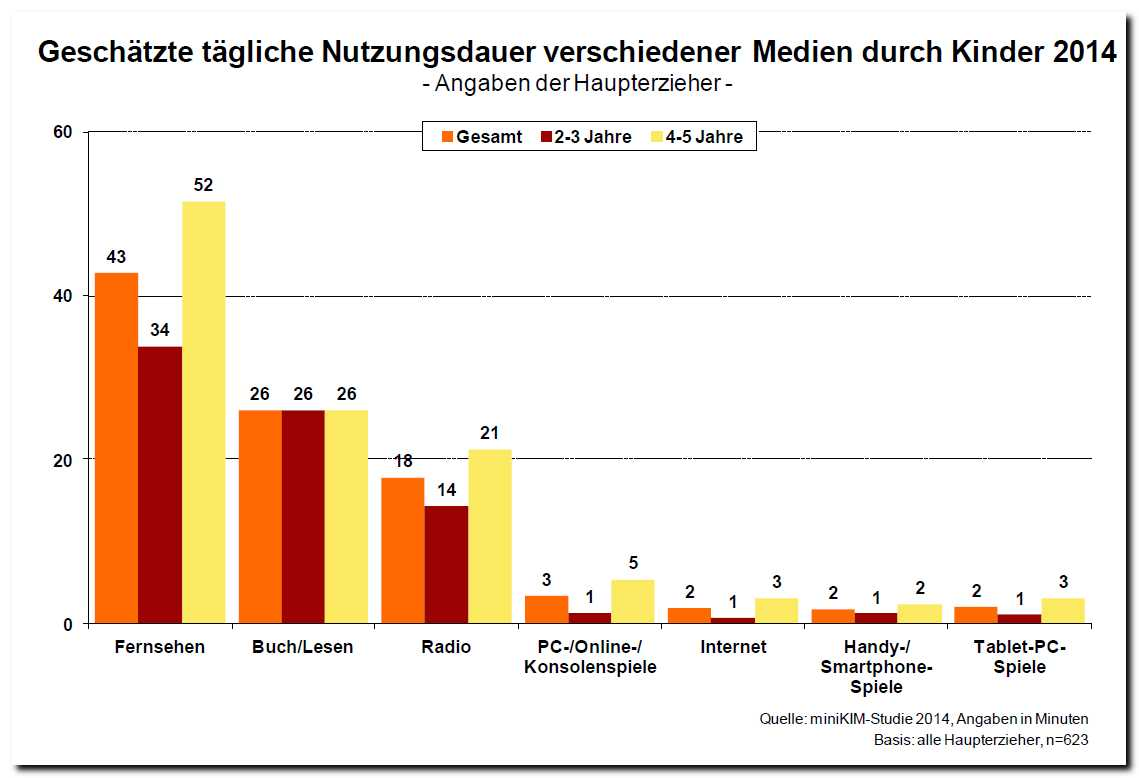 Geschätzte tägliche Nutzungsdauer verschiedener Medien durch Kinder 2014
- Angaben der Haupterzieher -
Gesamt 2-3 Jahre 4-5 Jahre
60
40
20
0
43 34 52
26 26 26
18 14 21
3 1 5
2 1 3
2 1 2
2 1 3
Fernsehen
Buch/Lesen
Radio
PC-/Online-/
Konsolenspiele
Internet
Handy-/
Smartphone-
Spiele
Tablet-PC-
Spiele
Quelle: miniKIM-Studie 2014, Angaben in Minuten
Basis: alle Haupterzieher, n=623